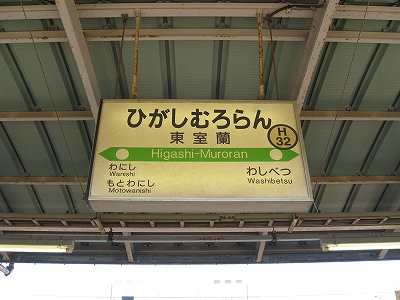 ひがしむろらん
東室蘭
H
32
Higashi-Muroran
わにし
Wanishi
もとわにし
Motowanishi
わしべつ
Washibetsu